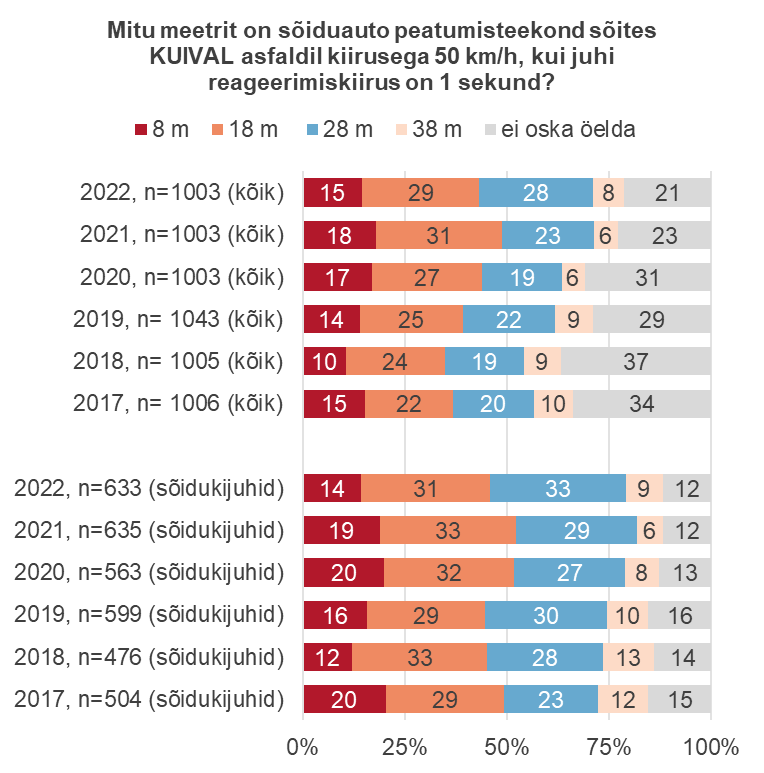 Mitu meetrit on sõiduauto peatumisteekond sõites
KUIVAL asfaldil kiirusega 50 km/h, kui juhi
reageerimiskiirus on 1 sekund?
8 m 18 m 28 m 38 m ei oska öelda
2022, n=1003 (kõik) 15 29 28 8 21
2021, n=1003 (kõik) 18 31 23 6 23
2020, n=1003 (kõik) 17 27 19 6 31
2019, n= 1043 (kõik) 14 25 22 9 29
2018, n= 1005 (kõik) 10 24 19 9 37
2017, n= 1006 (kõik) 15 22 20 10 34
2022, n=633 (sõidukijuhid) 14 31 33 9 12
2021, n=635 (sõidukijuhid) 19 33 29 6 12
2020, n=563 (sõidukijuhid) 20 32 27 8 13
2019, n=599 (sõidukijuhid) 16 29 30 10 16
2018, n=476 (sõidukijuhid) 12 33 28 13 14
2017, n=504 (sõidukijuhid) 20 29 23 12 15
0% 25% 50% 75% 100%